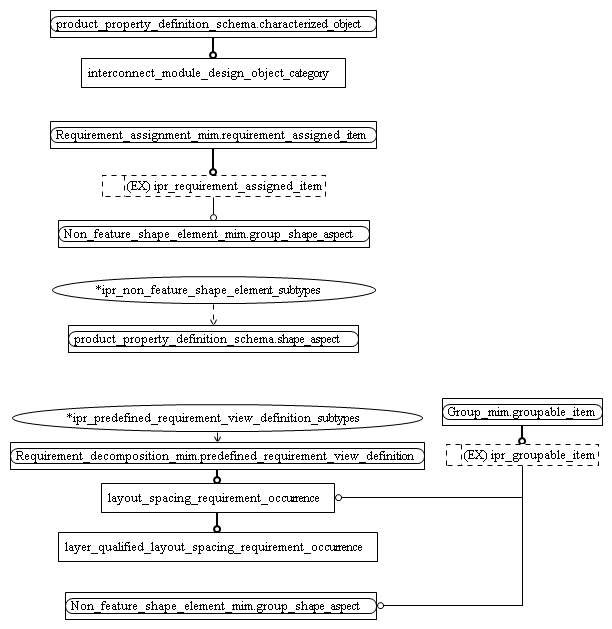 product_property_definition_schema.characterized_object
interconnect_module_design_object_category
Requirement_assignment_mim.requirement_assigned_item
(EX) ipr_requirement_assigned_item
Non_feature_shape_element_mim.group_shape_aspect
*ipr_non_feature_shape_element_subtypes
product_property_definition_schema.shape_aspect
*ipr_predefined_requirement_view_definition_subtypes
Group_mim.groupable_item
Requirement_decomposition_mim.predefined_requirement_view_definition
(EX) ipr_groupable_item
layout_spacing_requirement_occurrence
layer_qualified_layout_spacing_requirement_occurrence
Non_feature_shape_element_mim.group_shape_aspect